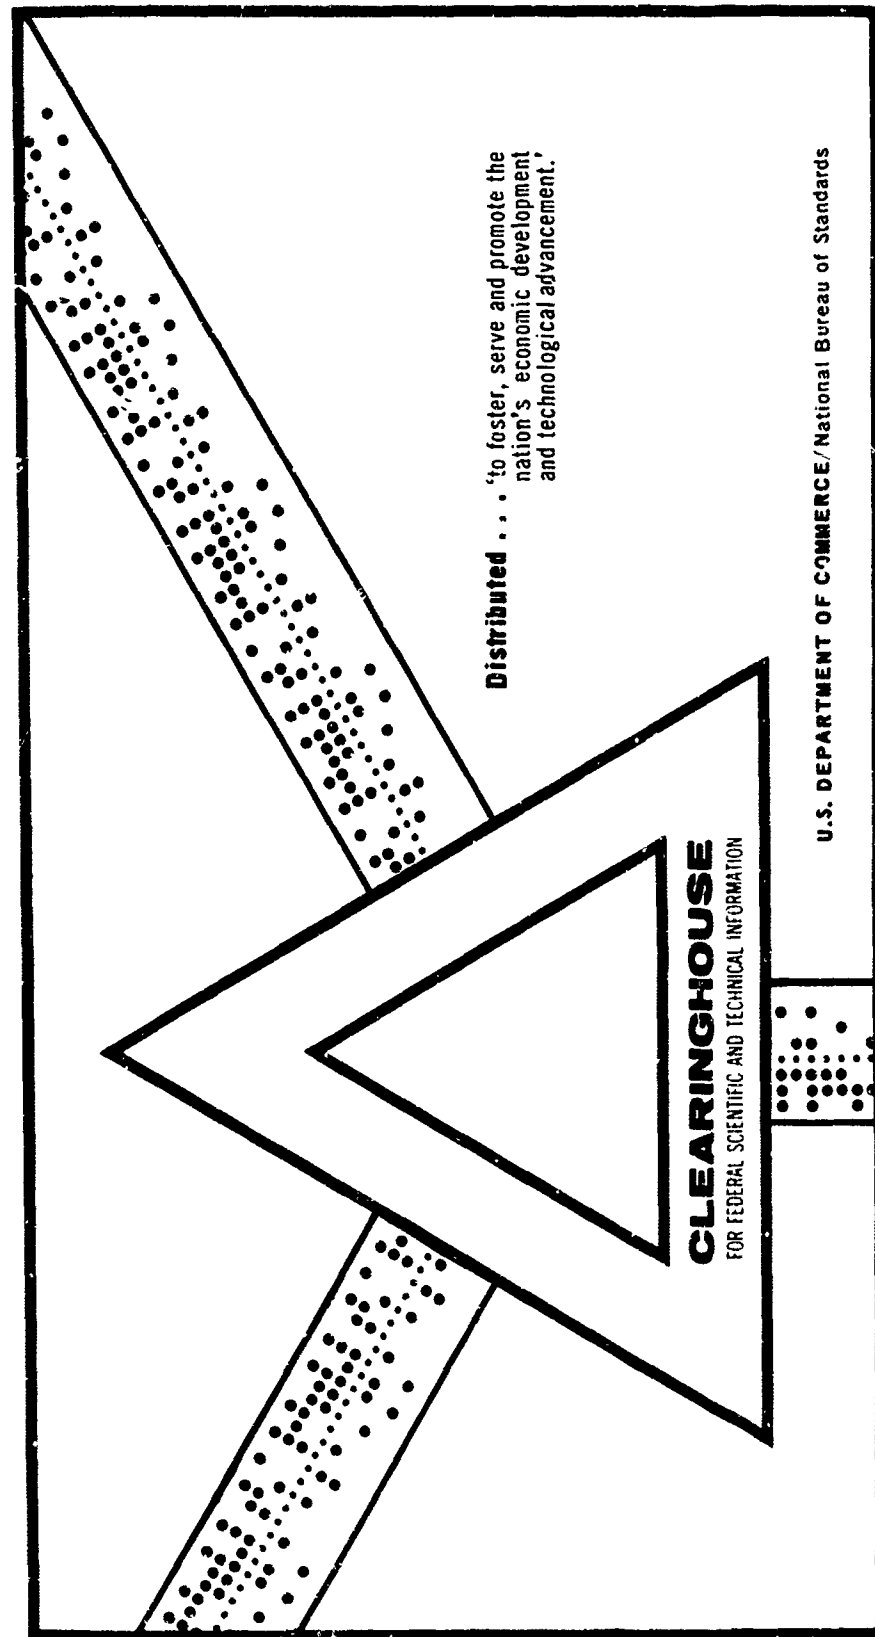 Distributed . . . 'to foster, serve and promote the
nation's economic development
and technological advancement.'
CLEARINGHOUSE
FOR FEDERAL SCIENTIFIC AND TECHNICAL INFORMATION
U.S. DEPARTMENT OF COMMERCE/National Bureau of Standards